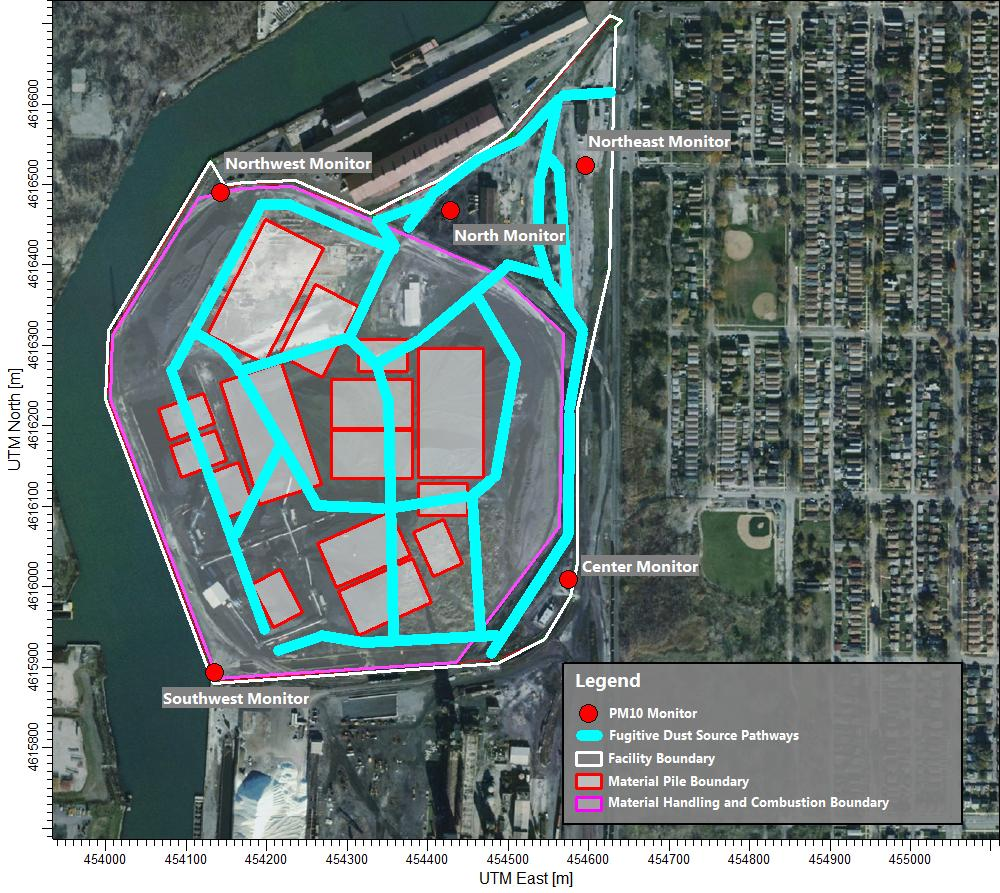 4616600
Northeast Monitor
Northwest Monitor
4616500
North Monitor
4616400
4616300
UTM North [m]
4616200
4616100
4616000
Center Monitor
4615900
Southwest Monitor
4615800
Legend
PM10 Monitor
Fugitive Dust Source Pathways
Facility Boundary
Material Pile Boundary
Material Handling and Combustion Boundary
454000 454100 454200 454300 454400 454500 454600 454700 454800 454900 455000
UTM East [m]